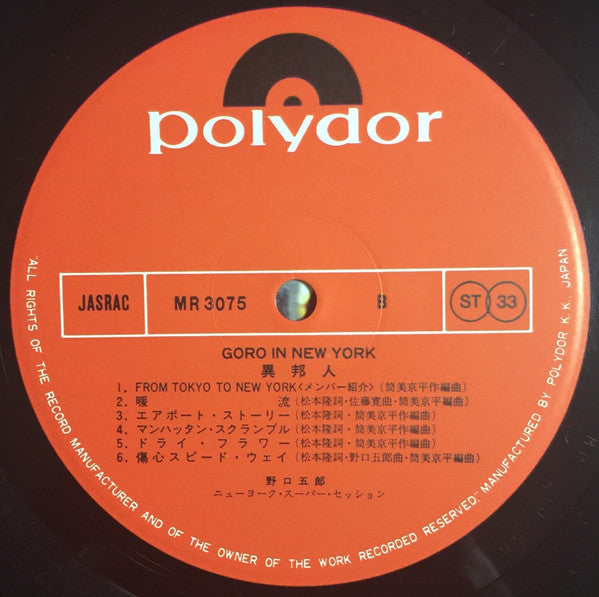 polydor
JASRAC MR 3075 B ST 33
GORO IN NEW YORK
異邦人
1. FROM TOKYO TO NEW YORK<メンバー紹介>(筒美京平作編曲)
2. 暖流(松本隆詞・佐藤寛曲・筒美京平編曲)
3. エアポート・ストーリー(松本隆詞・筒美京平作編曲)
4. マンハッタン・スクランブル(松本隆詞・筒美京平作編曲)
5. ドライ・フラワー(松本隆詞・筒美京平作編曲)
6. 傷心スピード・ウェイ(松本隆詞・野口五郎曲・筒美京平編曲)
野口五郎
ニューヨーク・スーパー・セッション
"ALL RIGHTS OF THE RECORD MANUFACTURER AND OF THE OWNER OF THE WORK RECORDED RESERVED" MANUFACTURED BY POLYDOR K.K. JAPAN